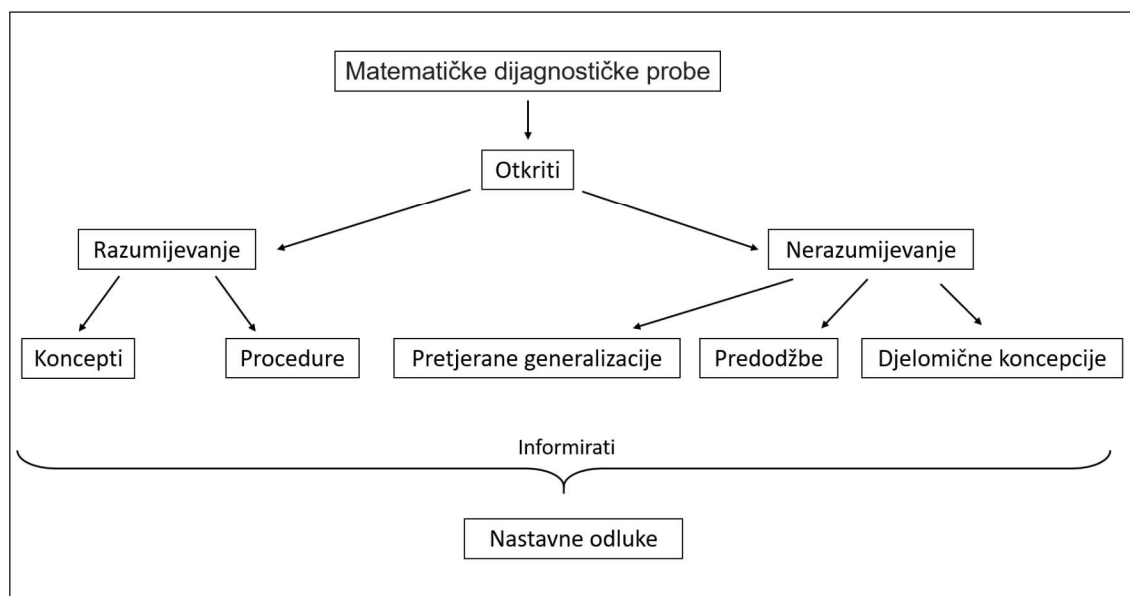 Matematičke dijagnostičke probe
Otkriti
Razumijevanje
Nerazumijevanje
Koncepti
Procedure
Pretjerane generalizacije
Predodžbe
Djelomične koncepcije
Informirati
Nastavne odluke